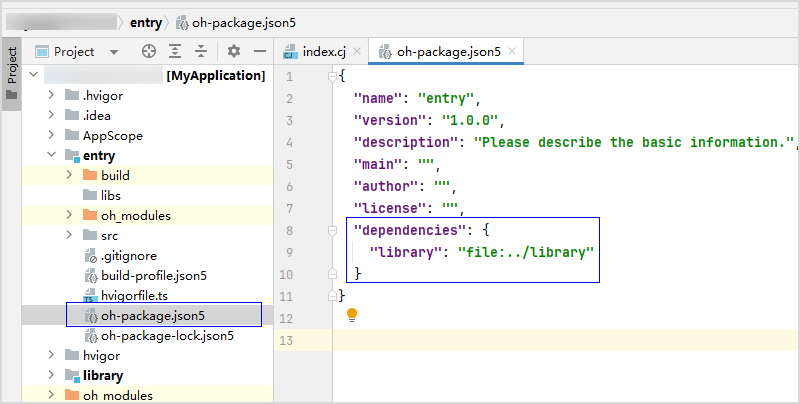 entry
oh-package.json5
Project
Project
index.cj
oh-package.json5
[MyApplication]
.hvigor
.idea
AppScope
entry
build
libs
oh_modules
src
.gitignore
build-profile.json5
hvigorfile.ts
oh-package.json5
oh-package-lock.json5
hvigor
library
oh_modules
1 {
2 "name": "entry",
3 "version": "1.0.0",
4 "description": "Please describe the basic information.",
5 "main": "",
6 "author": "",
7 "license": "",
8 "dependencies": {
9 "library": "file:../library"
10 }
11 }
12
13